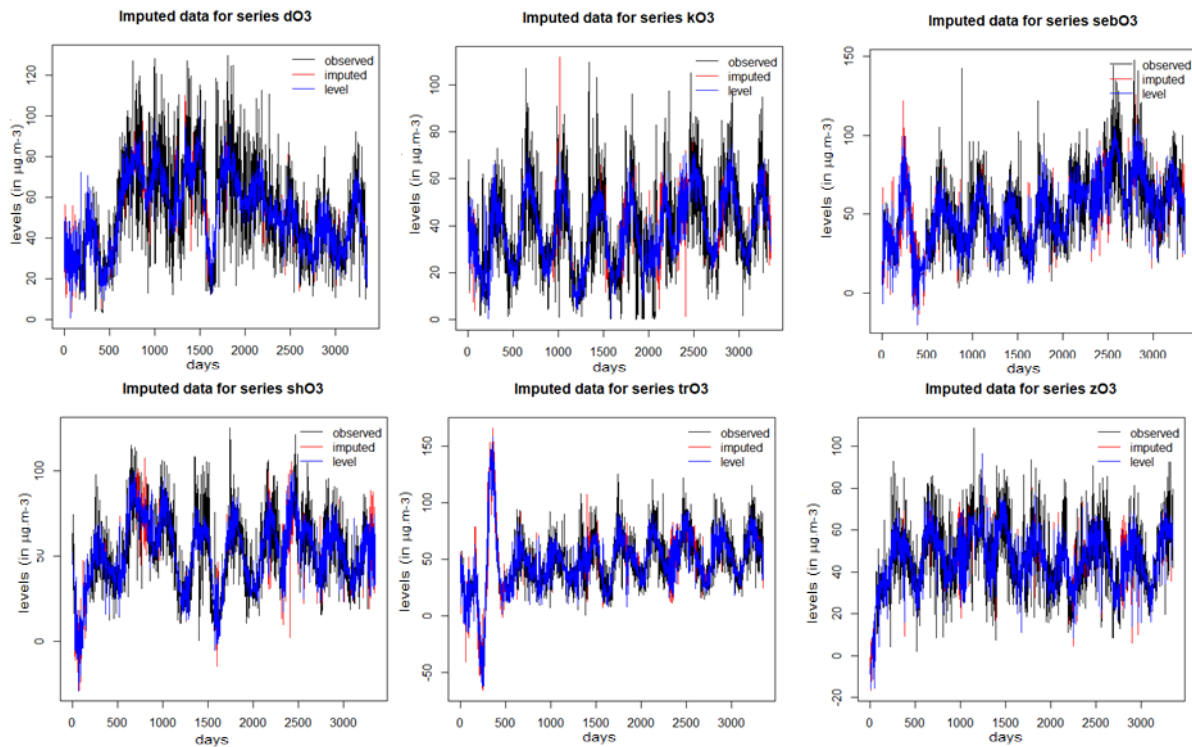 Imputed data for series dO3
levels (in µg.m-3)
observed
imputed
level
0 20 40 60 80 100 120
0 500 1000 1500 2000 2500 3000
days
Imputed data for series kO3
levels (in µg.m-3)
observed
imputed
level
0 20 40 60 80 100
0 500 1000 1500 2000 2500 3000
days
Imputed data for series sebO3
levels (in µg.m-3)
observed
imputed
level
0 50 100 150
0 500 1000 1500 2000 2500 3000
days
Imputed data for series shO3
levels (in µg.m-3)
observed
imputed
level
0 50 100
0 500 1000 1500 2000 2500 3000
days
Imputed data for series trO3
levels (in µg.m-3)
observed
imputed
level
-50 0 50 100 150
0 500 1000 1500 2000 2500 3000
days
Imputed data for series zO3
levels (in µg.m-3)
observed
imputed
level
-20 0 20 40 60 80 100
0 500 1000 1500 2000 2500 3000
days